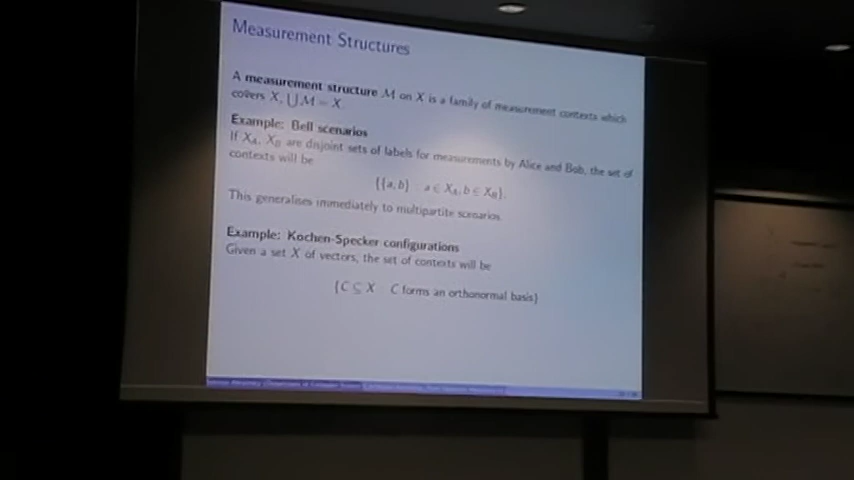 Measurement Structures
A measurement structure M on X is a family of measurement contexts which
covers X, ⋃M = X.
Example: Bell scenarios
If X_A, X_B are disjoint sets of labels for measurements by Alice and Bob, the set of
contexts will be
{{a, b} : a ∈ X_A, b ∈ X_B}.
This generalises immediately to multipartite scenarios.
Example: Kochen-Specker configurations
Given a set X of vectors, the set of contexts will be
{C ⊆ X C forms an orthonormal basis}